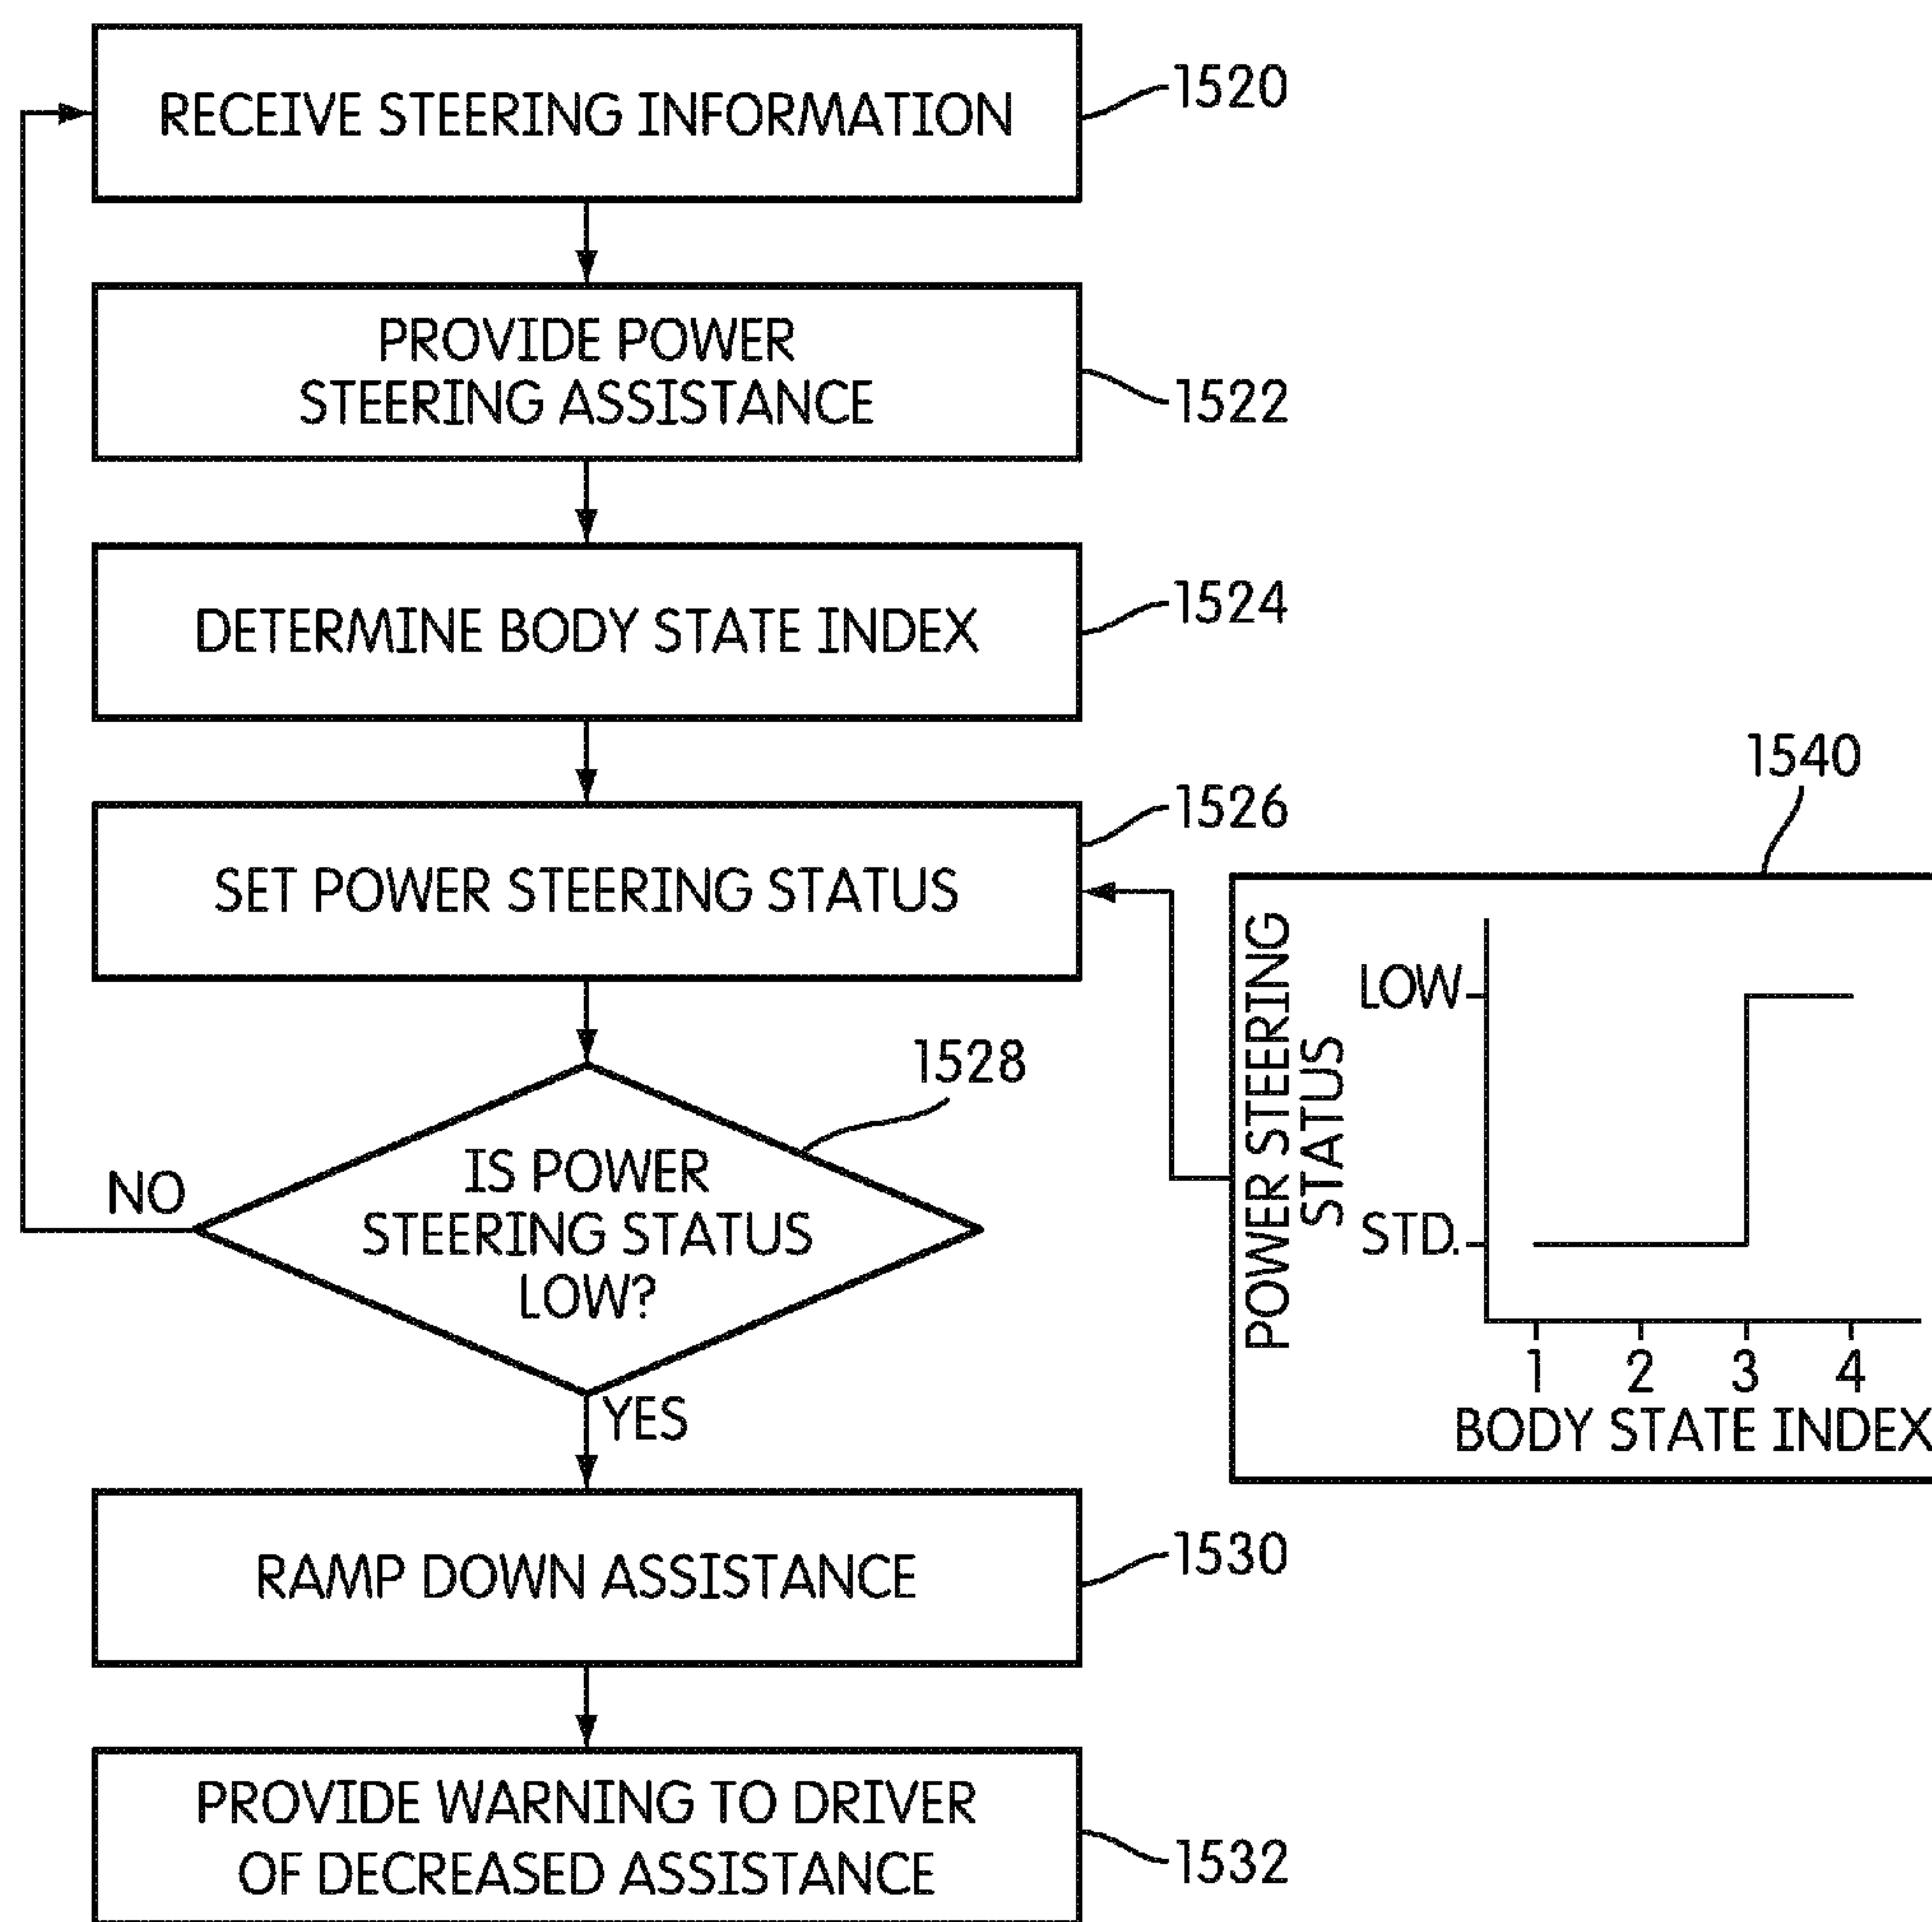 RECEIVE STEERING INFORMATION
1520
PROVIDE POWER
STEERING ASSISTANCE
1522
DETERMINE BODY STATE INDEX
1524
SET POWER STEERING STATUS
1526
IS POWER
STEERING STATUS
LOW?
1528
NO
YES
RAMP DOWN ASSISTANCE
1530
PROVIDE WARNING TO DRIVER
OF DECREASED ASSISTANCE
1532
1540
POWER STEERING
STATUS
LOW
STD.
1 2 3 4
BODY STATE INDEX